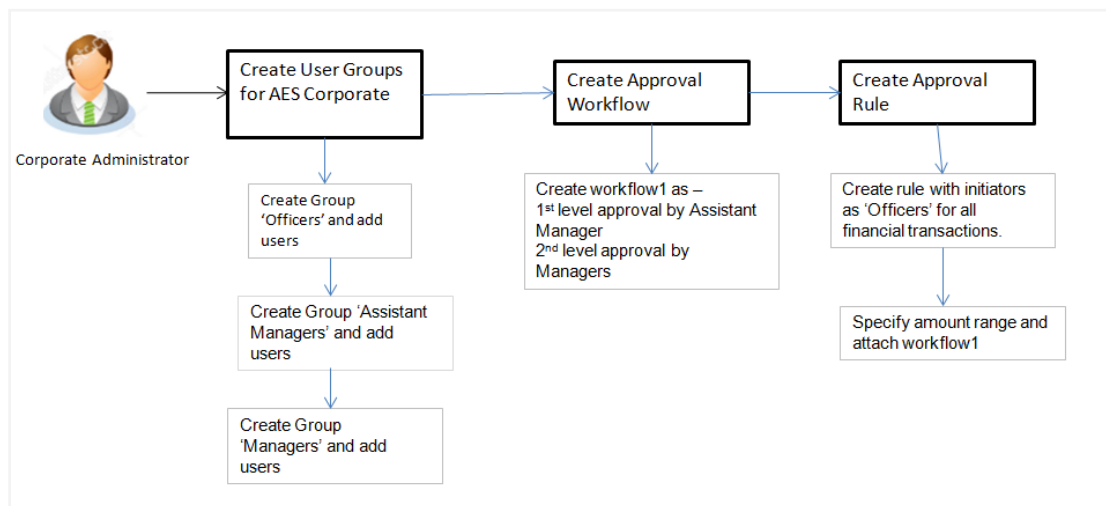 Corporate Administrator
Create User Groups
for AES Corporate
Create Group
‘Officers’ and add
users
Create Group ‘Assistant
Managers’ and add
users
Create Group
‘Managers’ and add
users
Create Approval
Workflow
Create workflow1 as –
1st level approval by Assistant
Manager
2nd level approval by
Managers
Create Approval
Rule
Create rule with initiators
as ‘Officers’ for all
financial transactions.
Specify amount range and
attach workflow1